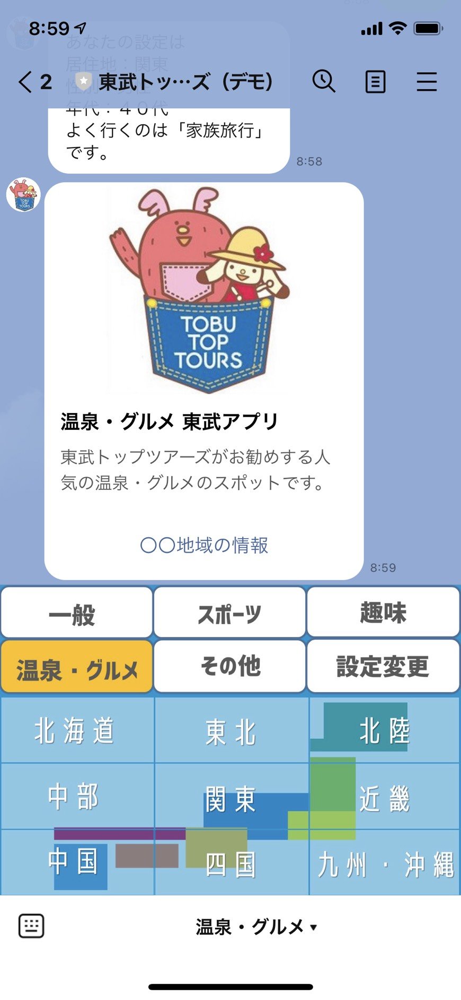 8:59
あなたの設定は
居住地：関東
性別：男性
2 東武トッ…ズ（デモ）
年代：４０代
よく行くのは「家族旅行」
です。
8:58
TOBU
TOP
TOURS
TOBU
TOP
TOURS
温泉・グルメ 東武アプリ
東武トップツアーズがお勧めする人
気の温泉・グルメのスポットです。
〇〇地域の情報
8:59
一般 スポーツ 趣味
温泉・グルメ その他 設定変更
北海道 東北 北陸
中部 関東 近畿
中国 四国 九州・沖縄
温泉・グルメ ▾